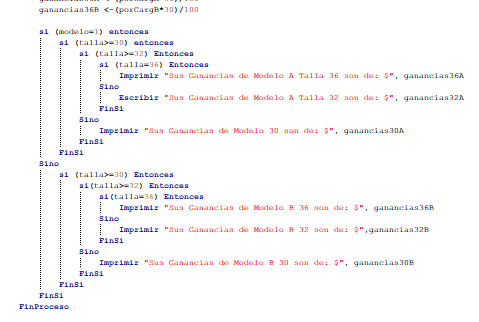 ganancias36B <-(porCargB*30)/100
si (modelo=1) entonces
si (talla>=30) entonces
si (talla>=32) Entonces
si (talla=36) Entonces
Imprimir "Sus Ganancias de Modelo A Talla 36 son de: $", ganancias36A
Sino
Escribir "Sus Ganancias de Modelo A Talla 32 son de: $", ganancias32A
FinSi
Sino
Imprimir "Sus Ganancias de Modelo 30 son de: $", ganancias30A
FinSi
FinSi
Sino
si (talla>=30) Entonces
si(talla>=32) Entonces
si(talla=36) Entonces
Imprimir "Sus Ganancias de Modelo B 36 son de: $", ganancias36B
Sino
Imprimir "Sus Ganancias de Modelo B 32 son de: $",ganancias32B
FinSi
Sino
Imprimir "Sus Ganancias de Modelo B 30 son de: $", ganancias30B
FinSi
FinSi
FinSi
FinProceso